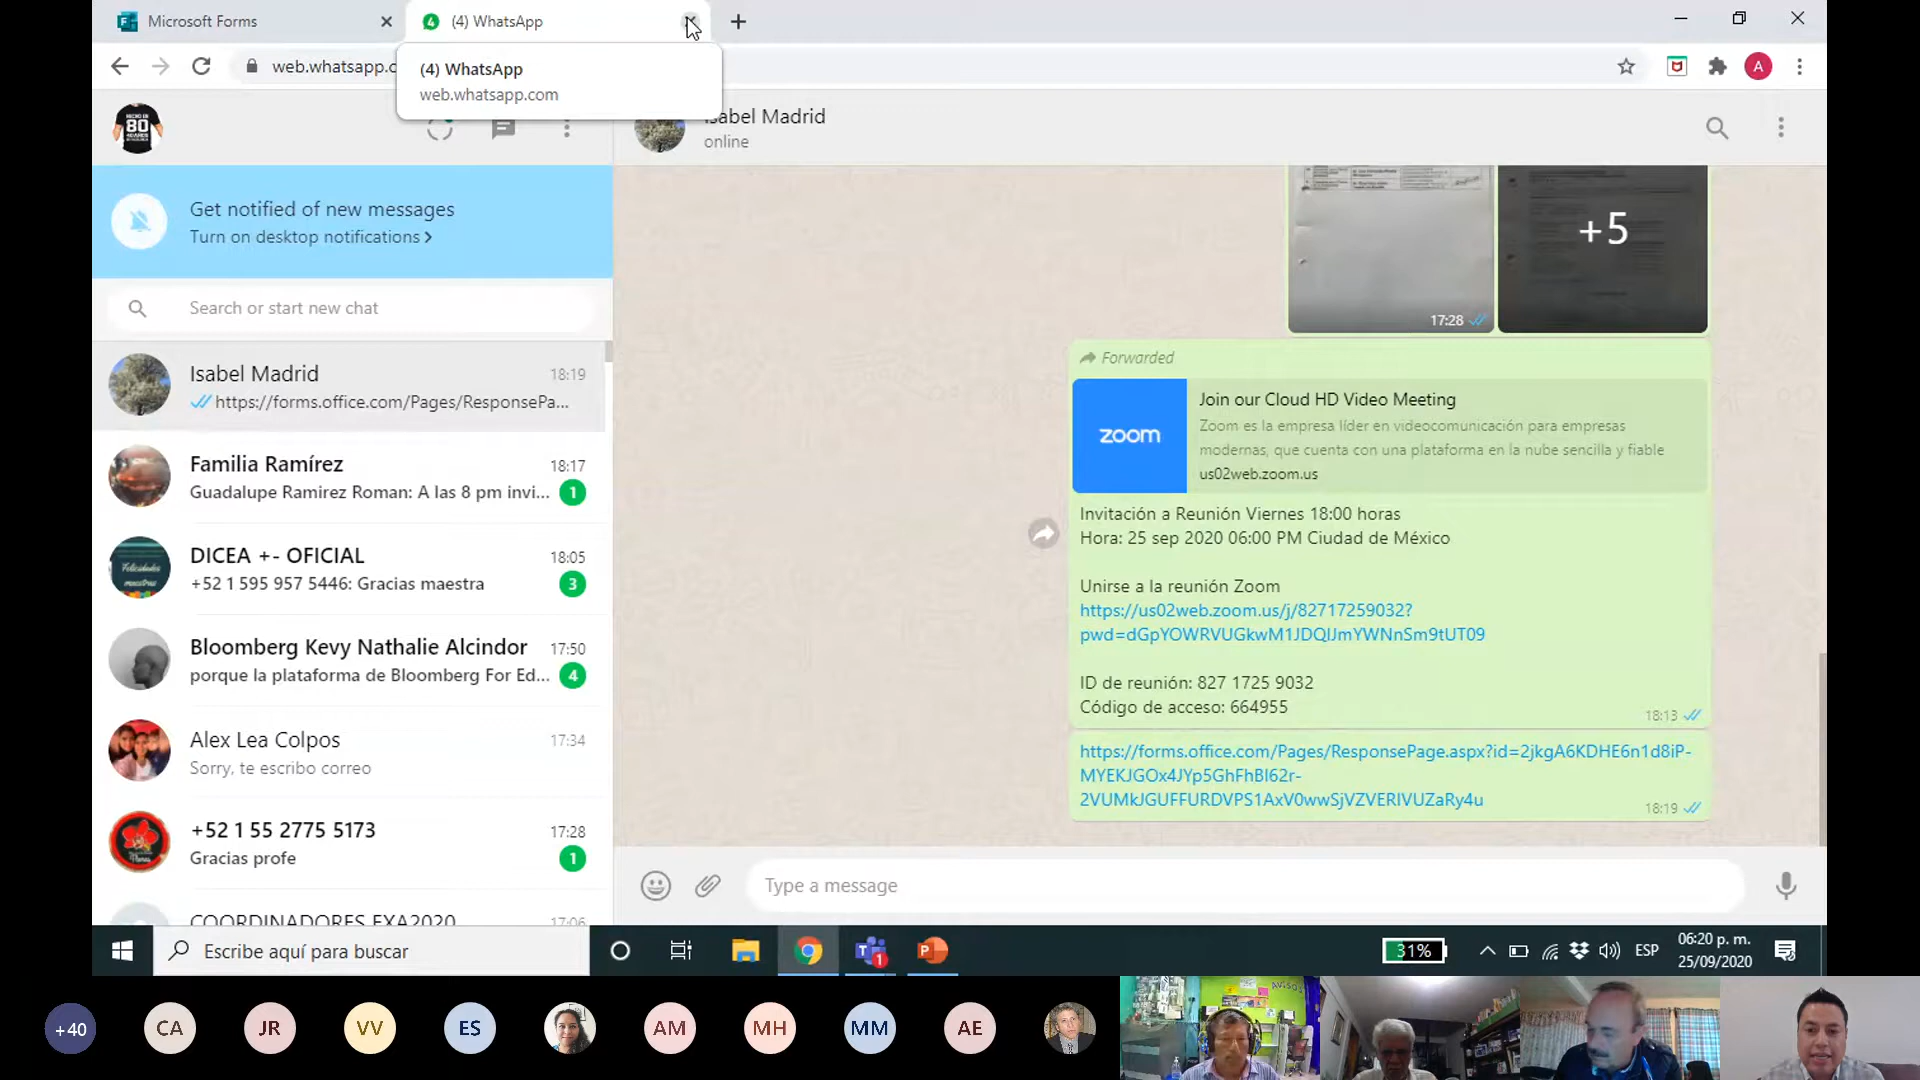 Microsoft Forms
4
(4) WhatsApp
web.whatsapp.c
(4) WhatsApp
web.whatsapp.com
A
80
Isabel Madrid
online
Get notified of new messages
Turn on desktop notifications
Search or start new chat
Isabel Madrid
18:19
https://forms.office.com/Pages/ResponsePa...
Familia Ramírez
18:17
Guadalupe Ramirez Roman: A las 8 pm invi...
1
DICEA +- OFICIAL
18:05
+52 1 595 957 5446: Gracias maestra
3
Bloomberg Kevy Nathalie Alcindor
17:50
porque la plataforma de Bloomberg For Ed...
4
Alex Lea Colpos
17:34
Sorry, te escribo correo
+52 1 55 2775 5173
17:28
Gracias profe
1
COORDINADORES EXA2020
17:06
17:28
+5
Forwarded
zoom
Join our Cloud HD Video Meeting
Zoom es la empresa líder en videocomunicación para empresas
modernas, que cuenta con una plataforma en la nube sencilla y fiable
us02web.zoom.us
Invitación a Reunión Viernes 18:00 horas
Hora: 25 sep 2020 06:00 PM Ciudad de México
Unirse a la reunión Zoom
https://us02web.zoom.us/j/82717259032?
pwd=dGpYOWRVUGkwM1JDQlJmYWNnSm9tUT09
ID de reunión: 827 1725 9032
Código de acceso: 664955
18:13
https://forms.office.com/Pages/ResponsePage.aspx?id=2jkgA6KDHE6n1d8iP-
MYEKJGOx4JYp5GhFhBI62r-
2VUMkJGUFFURDVPS1AxV0wwSjVZVERIVUZaRy4u
18:19
Type a message
Escribe aquí para buscar
1
31%
ESP
06:20 p. m.
25/09/2020
+40
CA
JR
VV
ES
AM
MH
MM
AE